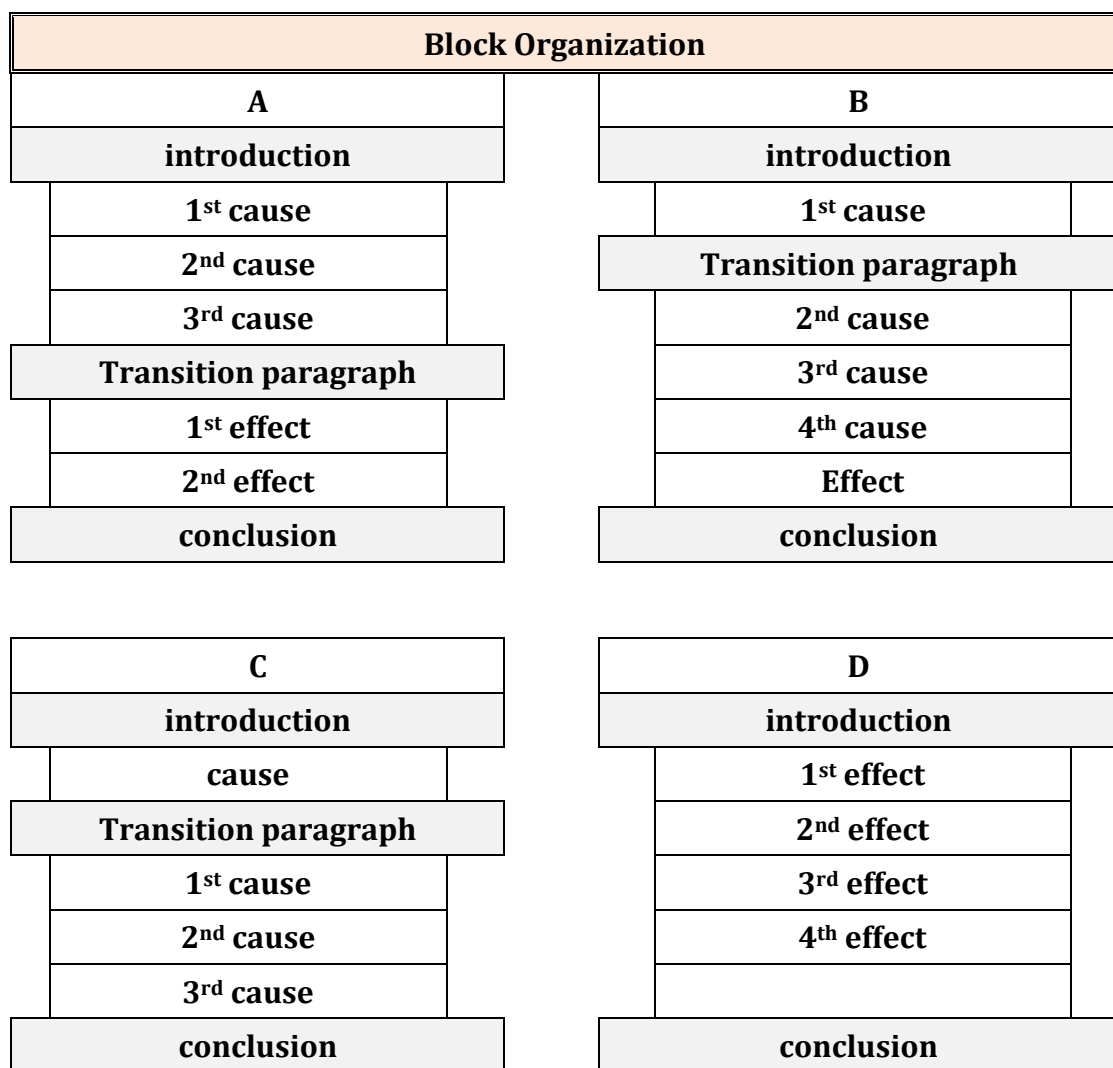 Block Organization
A
introduction
1st cause
2nd cause
3rd cause
Transition paragraph
1st effect
2nd effect
conclusion
B
introduction
1st cause
Transition paragraph
2nd cause
3rd cause
4th cause
Effect
conclusion
C
introduction
cause
Transition paragraph
1st cause
2nd cause
3rd cause
conclusion
D
introduction
1st effect
2nd effect
3rd effect
4th effect
conclusion